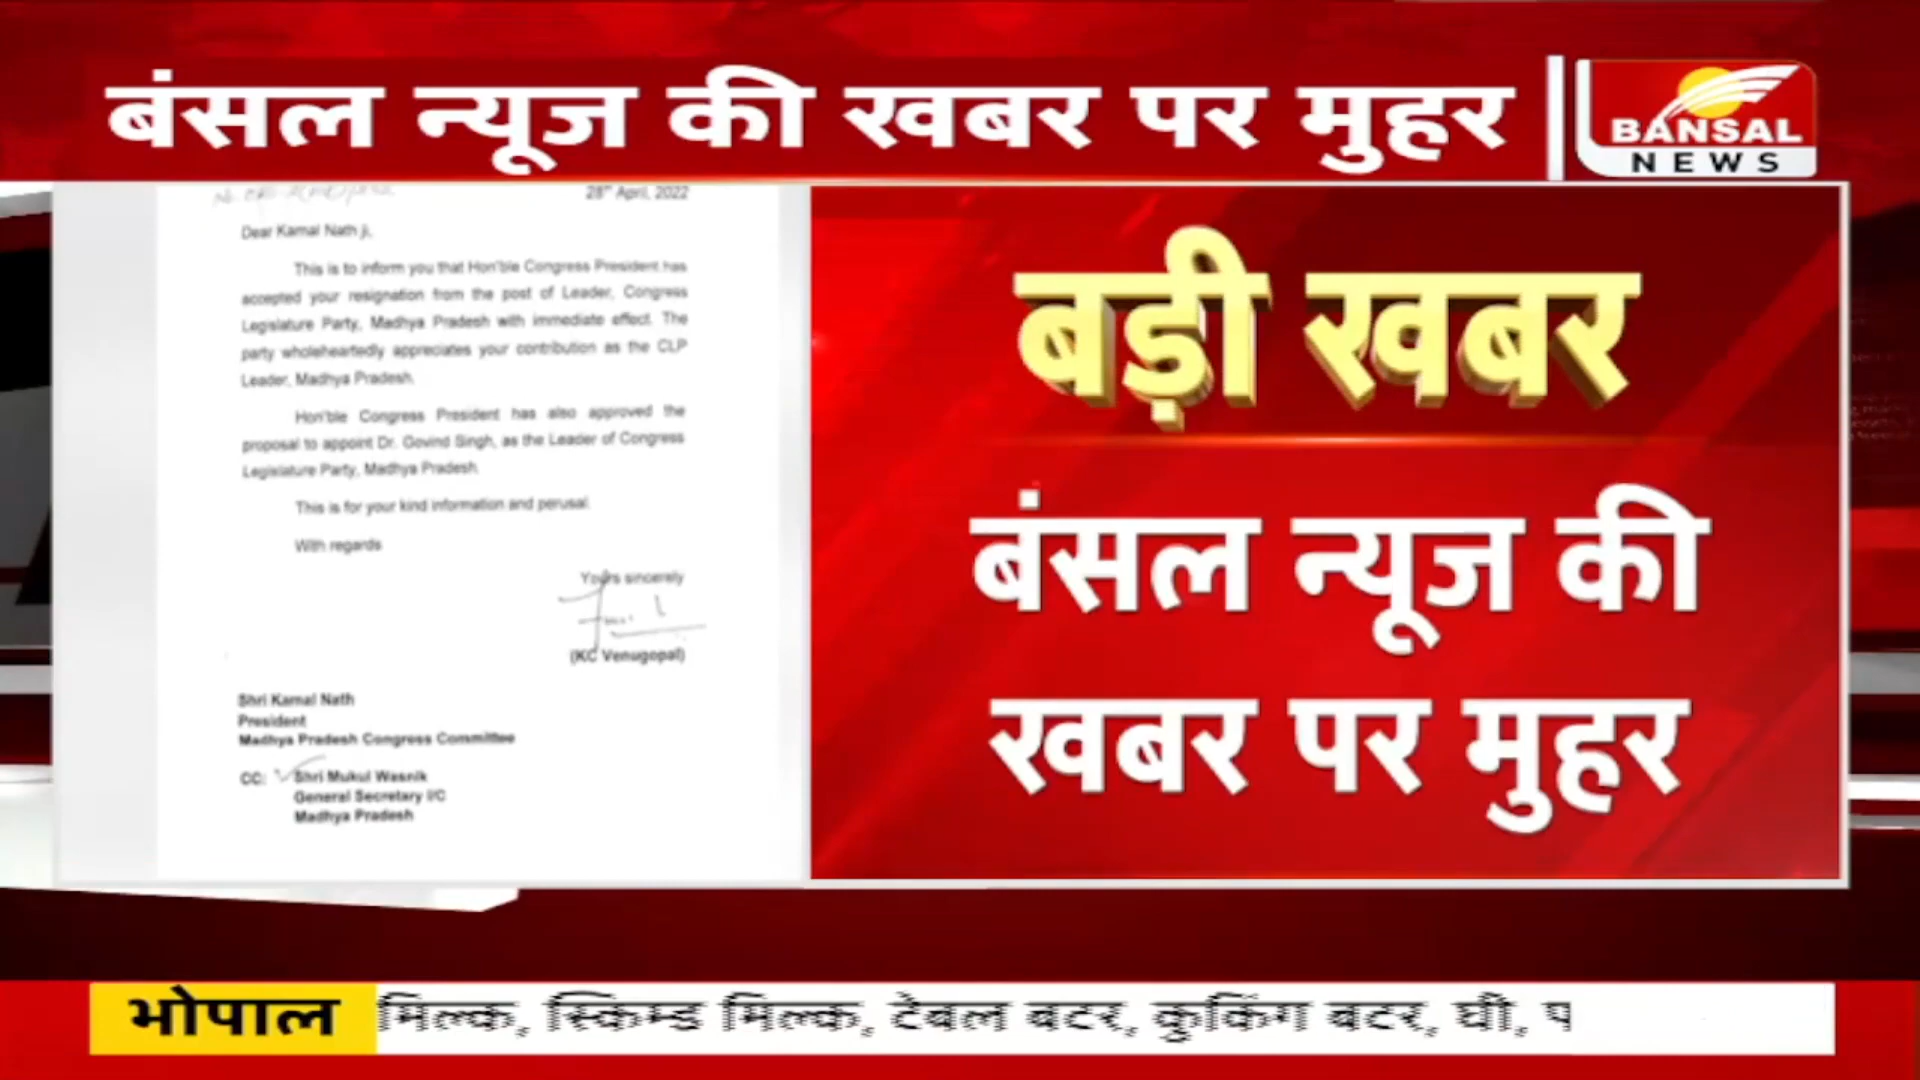 बंसल न्यूज की खबर पर मुहर
BANSAL
NEWS
28th April, 2022
Dear Kamal Nath ji,
This is to inform you that Hon'ble Congress President has
accepted your resignation from the post of Leader, Congress
Legislature Party, Madhya Pradesh with immediate effect. The
party wholeheartedly appreciates your contribution as the CLP
Leader, Madhya Pradesh.
Hon'ble Congress President has also approved the
proposal to appoint Dr. Govind Singh, as the Leader of Congress
Legislature Party, Madhya Pradesh.
This is for your kind information and perusal.
With regards
Yours sincerely
(KC Venugopal)
Shri Kamal Nath
President
Madhya Pradesh Congress Committee
CC: Shri Mukul Wasnik
General Secretary I/C
Madhya Pradesh
बड़ी खबर
बंसल न्यूज की
खबर पर मुहर
भोपाल
मिल्क, स्किम्ड मिल्क, टेबल बटर, कुकिंग बटर, घी, प